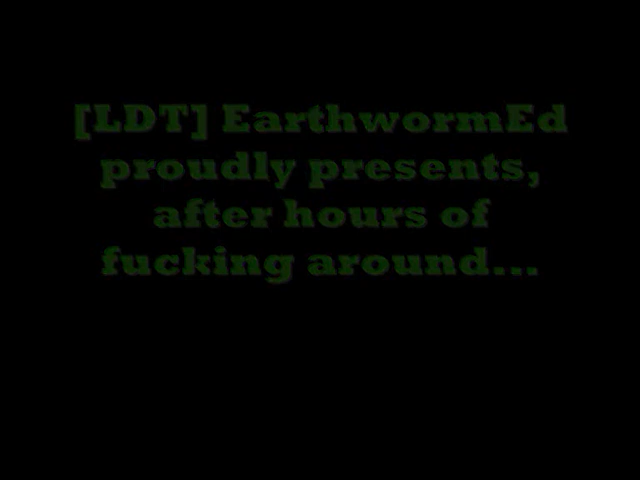 [LDT] EarthwormEd
proudly presents,
after hours of
fucking around...